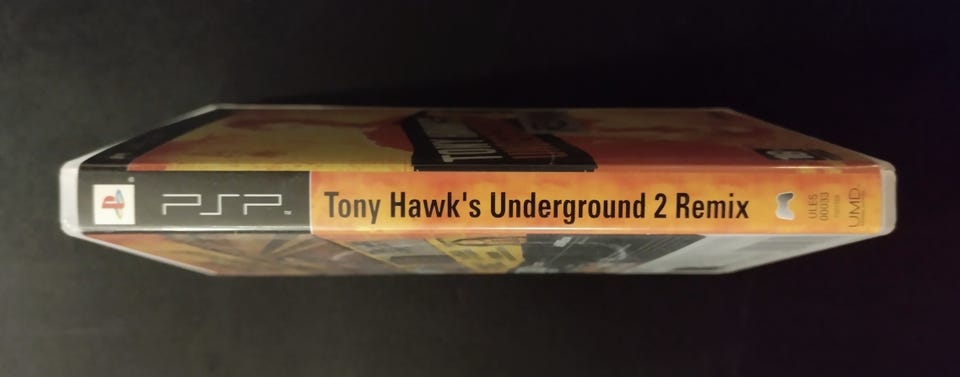 PSP
Tony Hawk's Underground 2 Remix
ULES
00033
UMD